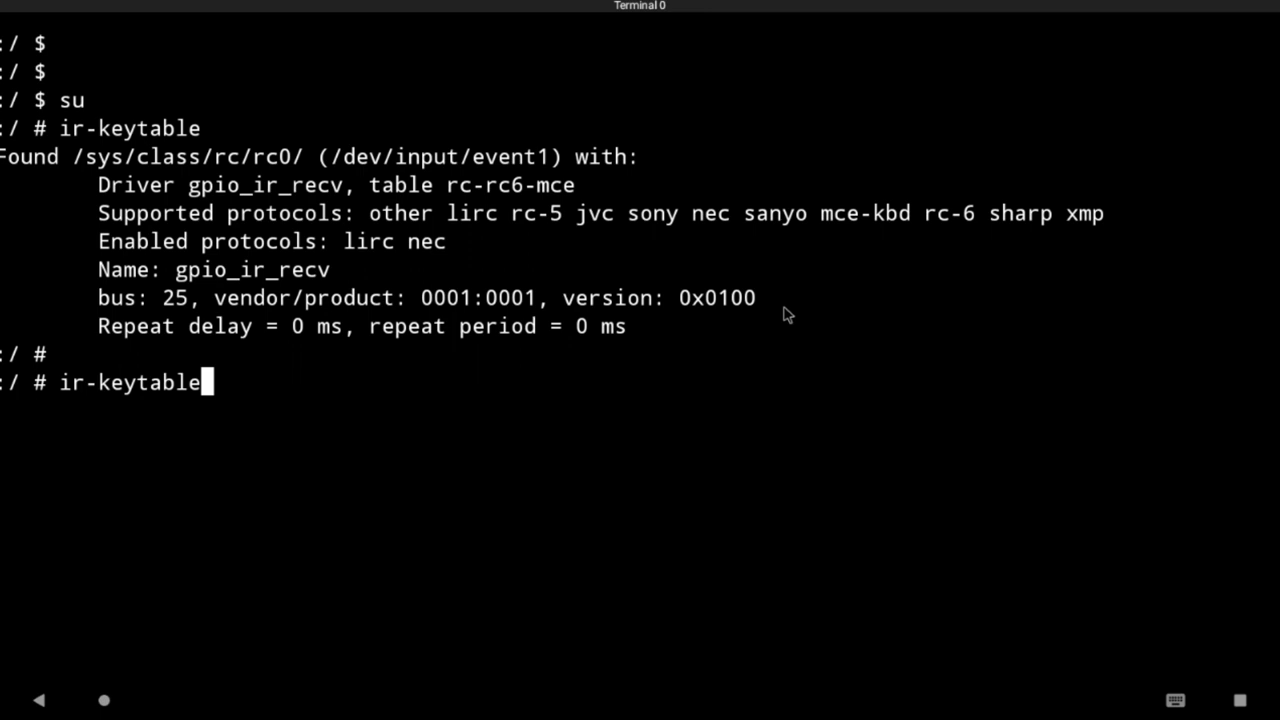 Terminal 0
:/ $
:/ $
:/ $ su
:/ # ir-keytable
Found /sys/class/rc/rc0/ (/dev/input/event1) with:
Driver gpio_ir_recv, table rc-rc6-mce
Supported protocols: other lirc rc-5 jvc sony nec sanyo mce-kbd rc-6 sharp xmp
Enabled protocols: lirc nec
Name: gpio_ir_recv
bus: 25, vendor/product: 0001:0001, version: 0x0100
Repeat delay = 0 ms, repeat period = 0 ms
:/ #
:/ # ir-keytable